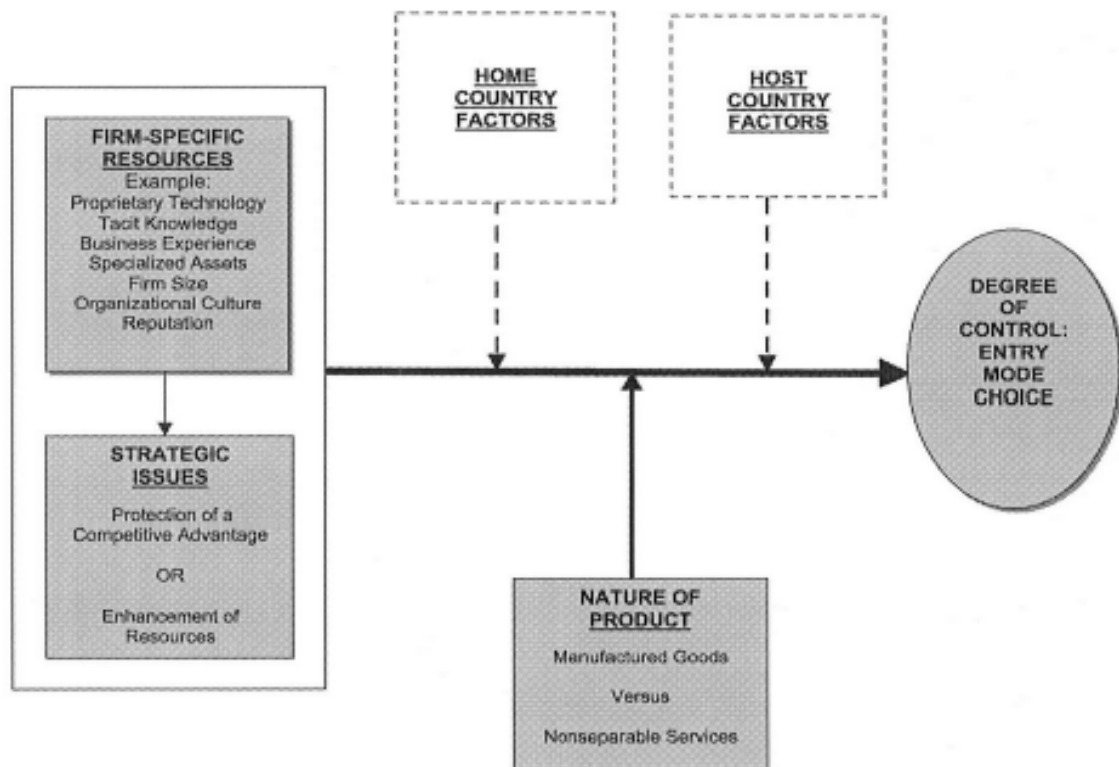 HOME
COUNTRY
FACTORS
HOST
COUNTRY
FACTORS
FIRM-SPECIFIC
RESOURCES
Example:
Proprietary Technology
Tacit Knowledge
Business Experience
Specialized Assets
Firm Size
Organizational Culture
Reputation
STRATEGIC
ISSUES
Protection of a
Competitive Advantage
OR
Enhancement of
Resources
DEGREE
OF
CONTROL:
ENTRY
MODE
CHOICE
NATURE OF
PRODUCT
Manufactured Goods
Versus
Nonseparable Services